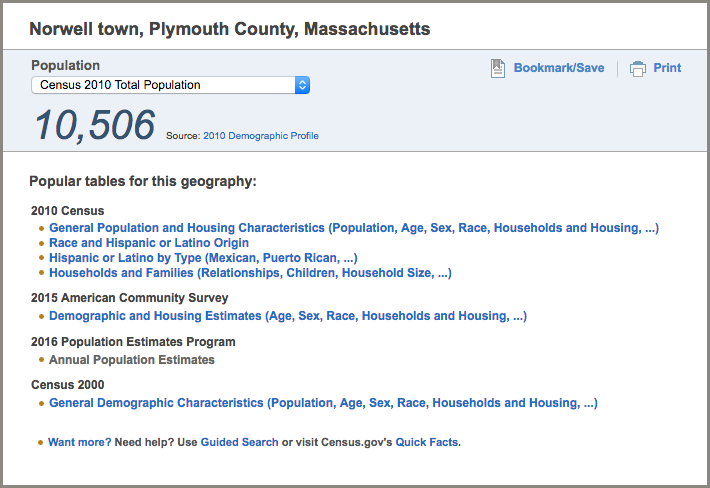 Norwell town, Plymouth County, Massachusetts
Population
Bookmark/Save
Print
Census 2010 Total Population
10,506 Source: 2010 Demographic Profile
Popular tables for this geography:
2010 Census
General Population and Housing Characteristics (Population, Age, Sex, Race, Households and Housing, ...)
Race and Hispanic or Latino Origin
Hispanic or Latino by Type (Mexican, Puerto Rican, ...)
Households and Families (Relationships, Children, Household Size, ...)
2015 American Community Survey
Demographic and Housing Estimates (Age, Sex, Race, Households and Housing, ...)
2016 Population Estimates Program
Annual Population Estimates
Census 2000
General Demographic Characteristics (Population, Age, Sex, Race, Households and Housing, ...)
Want more? Need help? Use Guided Search or visit Census.gov's Quick Facts.